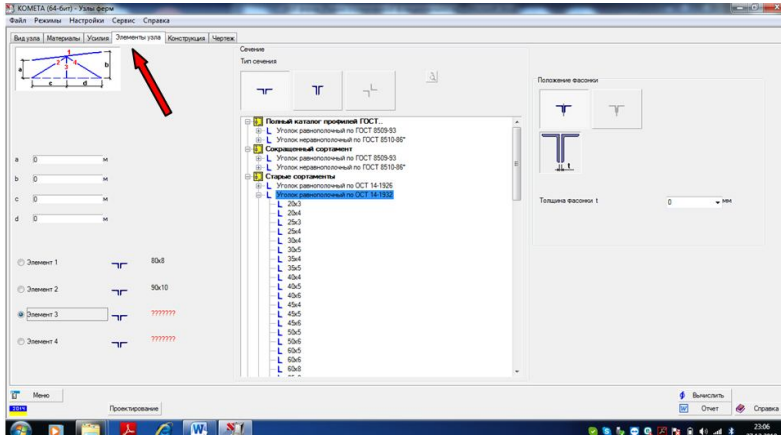 КОМЕТА (64-бит) - Узлы ферм
Файл Режимы Настройки Сервис Справка
Вид узла Материалы Усилия Элементы узла Конструкция Чертеж
1
2
3
4
a
b
c
d
a 0 м
b 0 м
c 0 м
d 0 м
Элемент 1 80x8
Элемент 2 90x10
Элемент 3 ???????
Элемент 4 ???????
Сечение
Тип сечения
Полный каталог профилей ГОСТ..
Уголок равнополочный по ГОСТ 8509-93
Уголок неравнополочный по ГОСТ 8510-86*
Сокращенный сортамент
Уголок равнополочный по ГОСТ 8509-93
Уголок неравнополочный по ГОСТ 8510-86*
Старые сортаменты
Уголок равнополочный по ОСТ 14-1926
Уголок равнополочный по ОСТ 14-1932
20x3
20x4
25x3
25x4
30x4
30x5
35x4
35x5
40x4
40x5
40x6
45x4
45x5
45x6
50x5
50x6
60x5
60x6
60x8
Положение фасонки
t
Толщина фасонки t 0 мм
Меню
Вычислить
Проектирование
Отчет
Справка
23:06